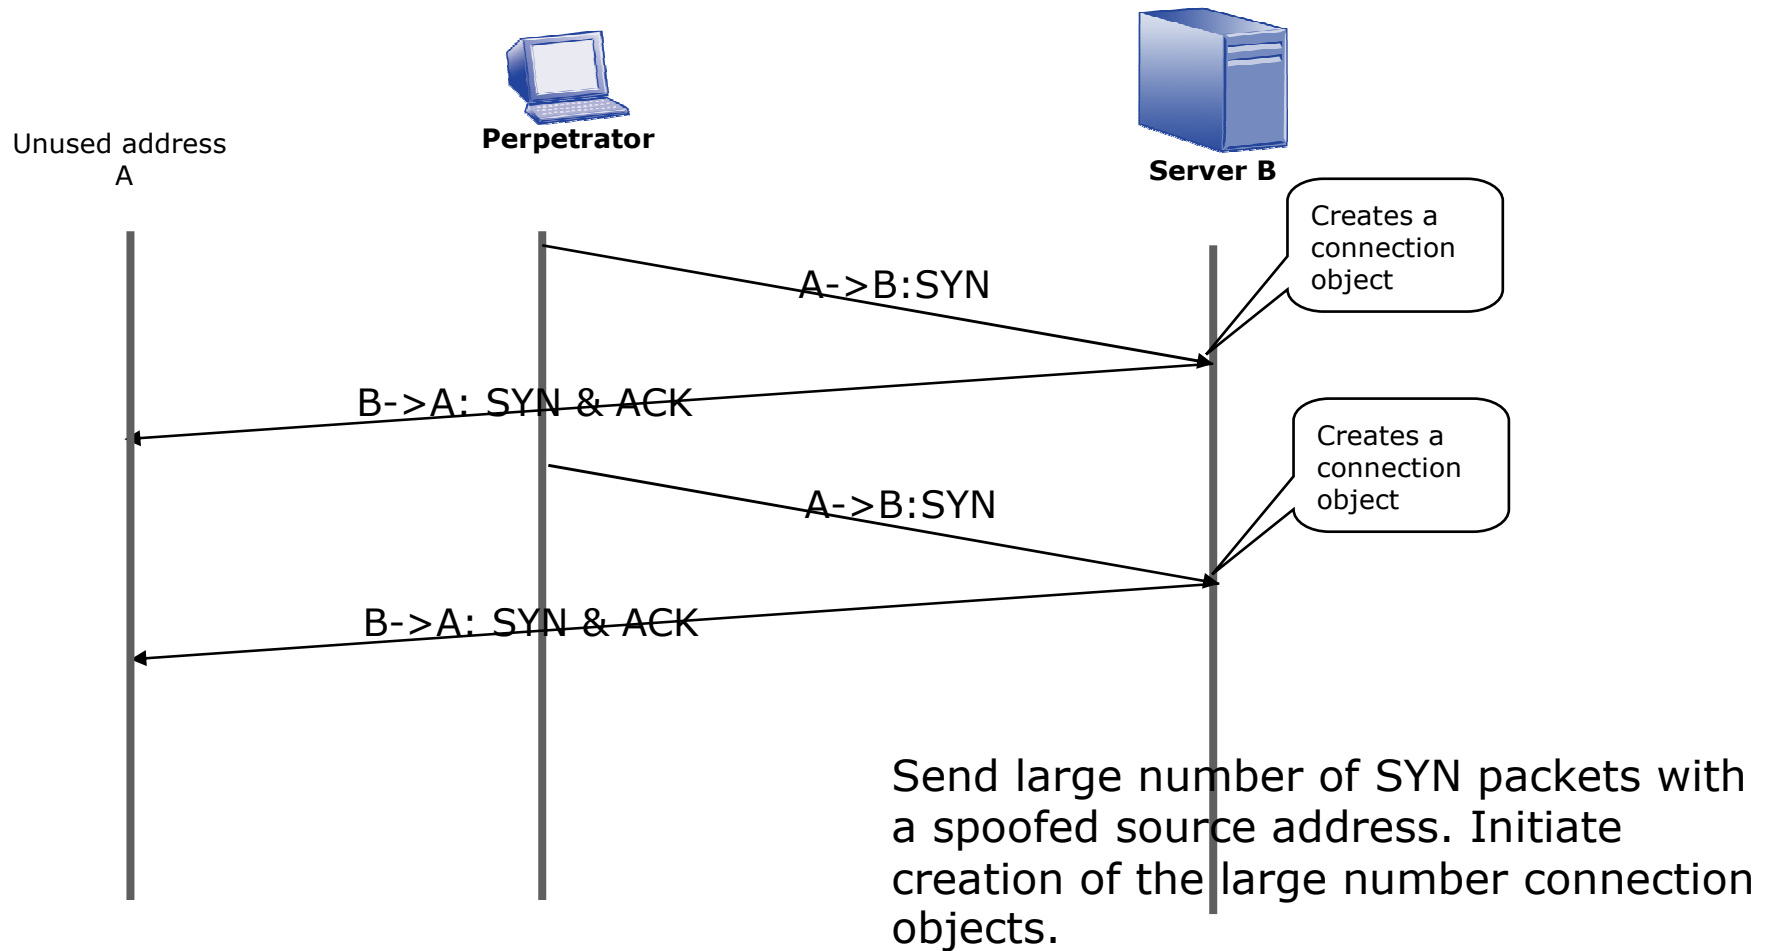 Unused address
A
Perpetrator
Server B
Creates a
connection
object
A->B:SYN
B->A: SYN & ACK
Creates a
connection
object
A->B:SYN
B->A: SYN & ACK
Send large number of SYN packets with
a spoofed source address. Initiate
creation of the large number connection
objects.